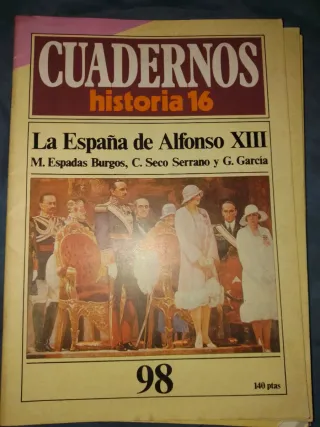 CUADERNOS
historia 16
La España de Alfonso XIII
M. Espadas Burgos, C. Seco Serrano y G. García
98
140 ptas